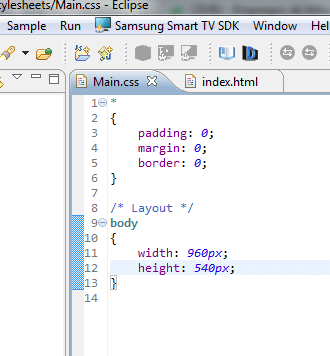 tylesheets/Main.css - Eclipse
Sample Run Samsung Smart TV SDK Window Hel
Main.css index.html
1 *
2 {
3 padding: 0;
4 margin: 0;
5 border: 0;
6 }
7
8 /* Layout */
9 body
10 {
11 width: 960px;
12 height: 540px;
13 }
14